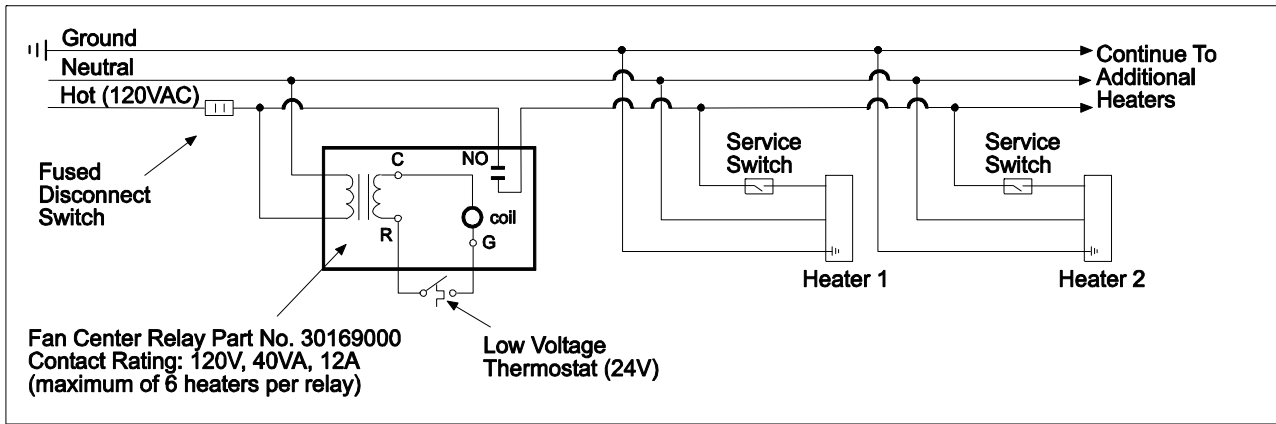 Ground
Neutral
Hot (120VAC)
Continue To
Additional
Heaters
Fused
Disconnect
Switch
C
NO
coil
R
G
Service
Switch
Service
Switch
Heater 1
Heater 2
Fan Center Relay Part No. 30169000
Contact Rating: 120V, 40VA, 12A
(maximum of 6 heaters per relay)
Low Voltage
Thermostat (24V)